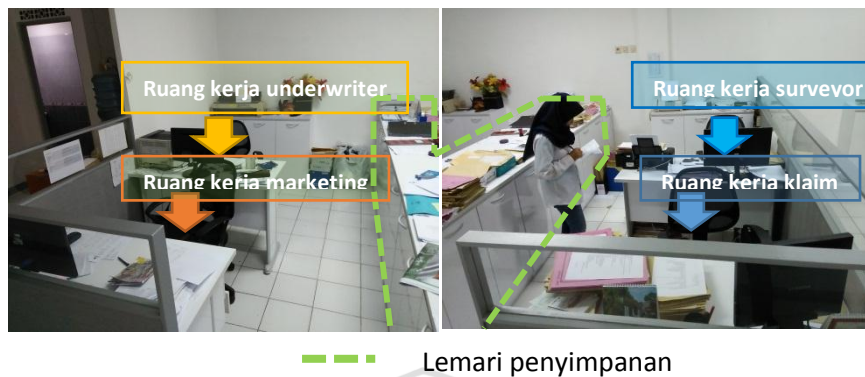 Ruang kerja underwriter
Ruang kerja marketing
Ruang kerja surveyor
Ruang kerja klaim
Lemari penyimpanan